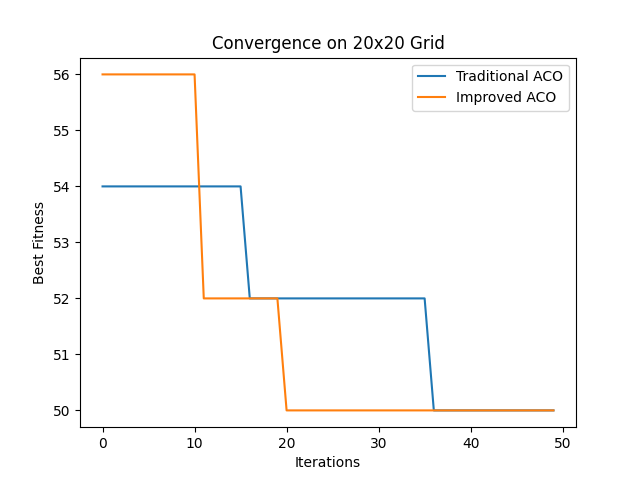 Convergence on 20x20 Grid
Traditional ACO
Improved ACO
Best Fitness
56
55
54
53
52
51
50
0 10 20 30 40 50
Iterations